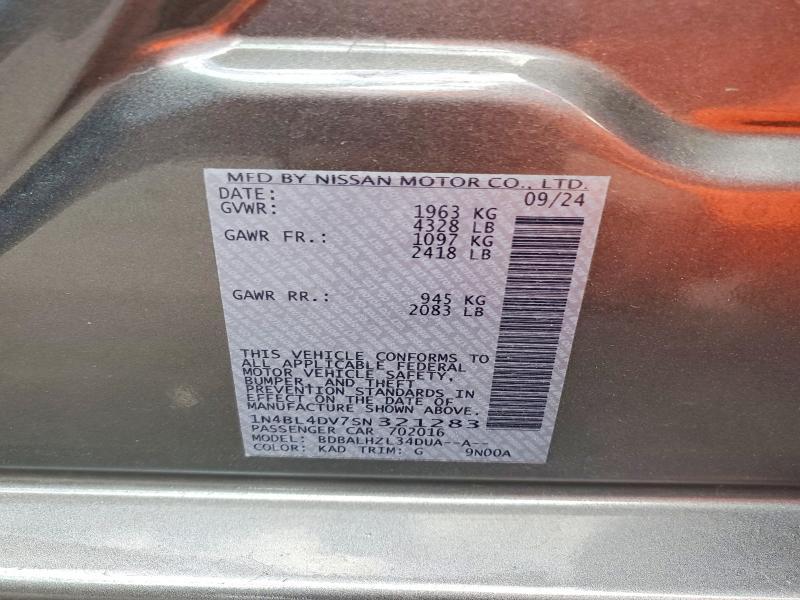 MFD BY NISSAN MOTOR CO., LTD.
DATE: 09/24
GVWR: 1963 KG
4328 LB
GAWR FR.: 1097 KG
2418 LB
GAWR RR.: 945 KG
2083 LB
THIS VEHICLE CONFORMS TO
ALL APPLICABLE FEDERAL
MOTOR VEHICLE SAFETY,
BUMPER, AND THEFT
PREVENTION STANDARDS IN
EFFECT ON THE DATE OF
MANUFACTURE SHOWN ABOVE.
1N4BL4DV7SN321283
PASSENGER CAR 702016
MODEL: BDBALHZL34DUA--A--
COLOR: KAD TRIM: G 9N00A